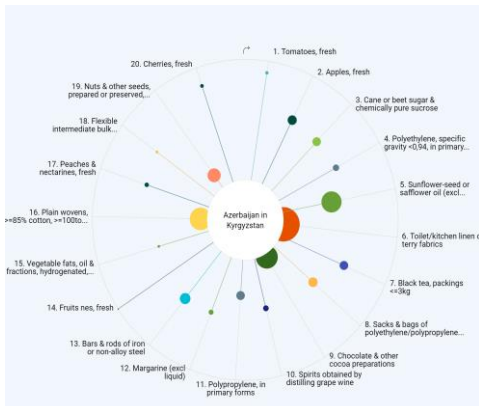 1. Tomatoes, fresh
2. Apples, fresh
3. Cane or beet sugar &
chemically pure sucrose
4. Polyethylene, specific
gravity <0,94, in primary...
5. Sunflower-seed or
safflower oil (excl...
6. Toilet/kitchen linen o
terry fabrics
7. Black tea, packings
<=3kg
8. Sacks & bags of
polyethylene/polypropylene...
9. Chocolate & other
cocoa preparations
10. Spirits obtained by
distilling grape wine
11. Polypropylene, in
primary forms
12. Margarine (excl
liquid)
13. Bars & rods of iron
or non-alloy steel
14. Fruits nes, fresh
15. Vegetable fats, oil &
fractions, hydrogenated,...
16. Plain wovens,
>=85% cotton, >=100to...
17. Peaches &
nectarines, fresh
18. Flexible
intermediate bulk...
19. Nuts & other seeds,
prepared or preserved,...
20. Cherries, fresh
Azerbaijan in
Kyrgyzstan